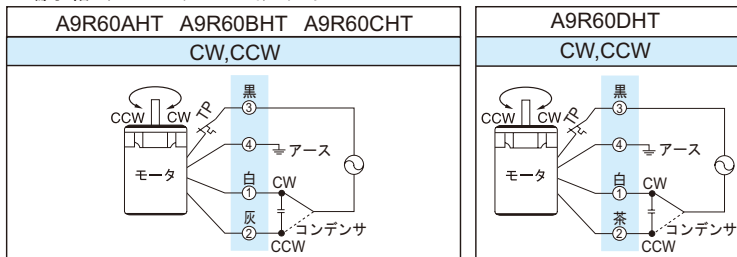 A9R60AHT A9R60BHT A9R60CHT
CW,CCW
CCW CW
TP
黒
③
④
アース
モータ
白
①
CW
灰
②
コンデンサ
CCW
A9R60DHT
CW,CCW
CCW CW
TP
黒
③
④
アース
モータ
白
①
CW
茶
②
コンデンサ
CCW